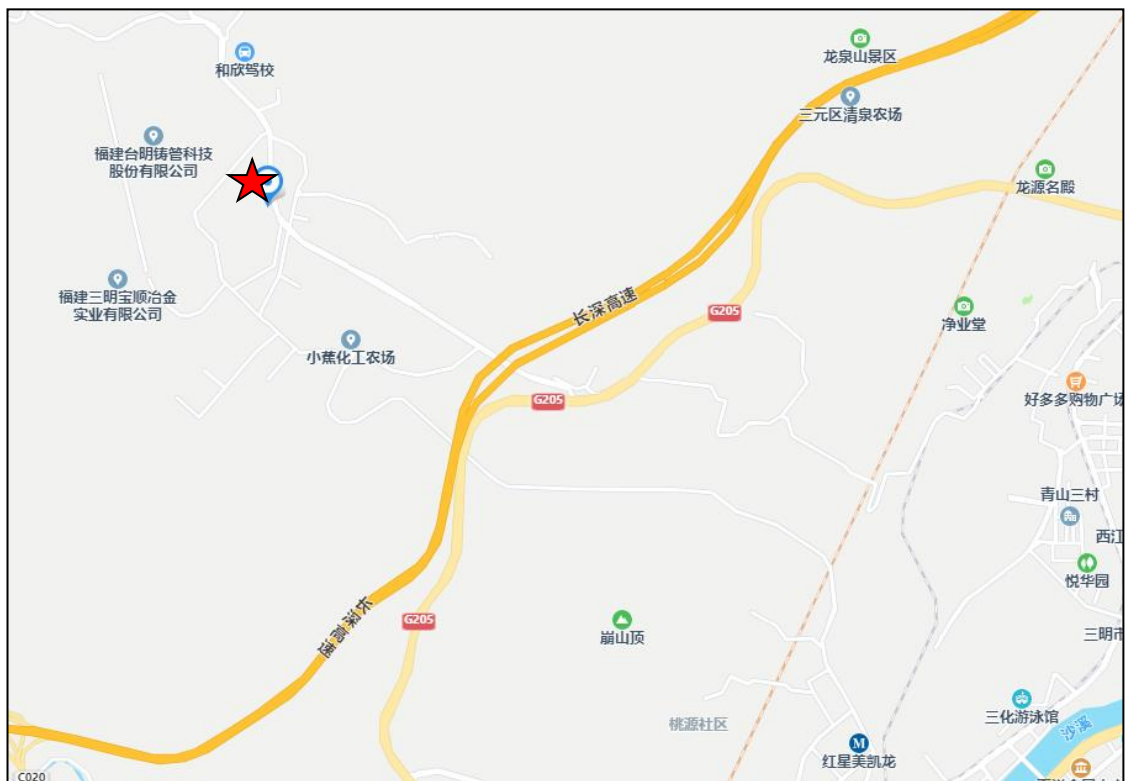 龙泉山景区
和欣驾校
三元区清泉农场
福建台明铸管科技
股份有限公司
龙源名殿
福建三明宝顺冶金
实业有限公司
长深高速
G205
净业堂
小蕉化工农场
G205
好多多购物广场
青山三村
西江
悦华园
长深高速
G205
崩山顶
三明市
三化游泳馆
桃源社区
沙溪
M
红星美凯龙
C020